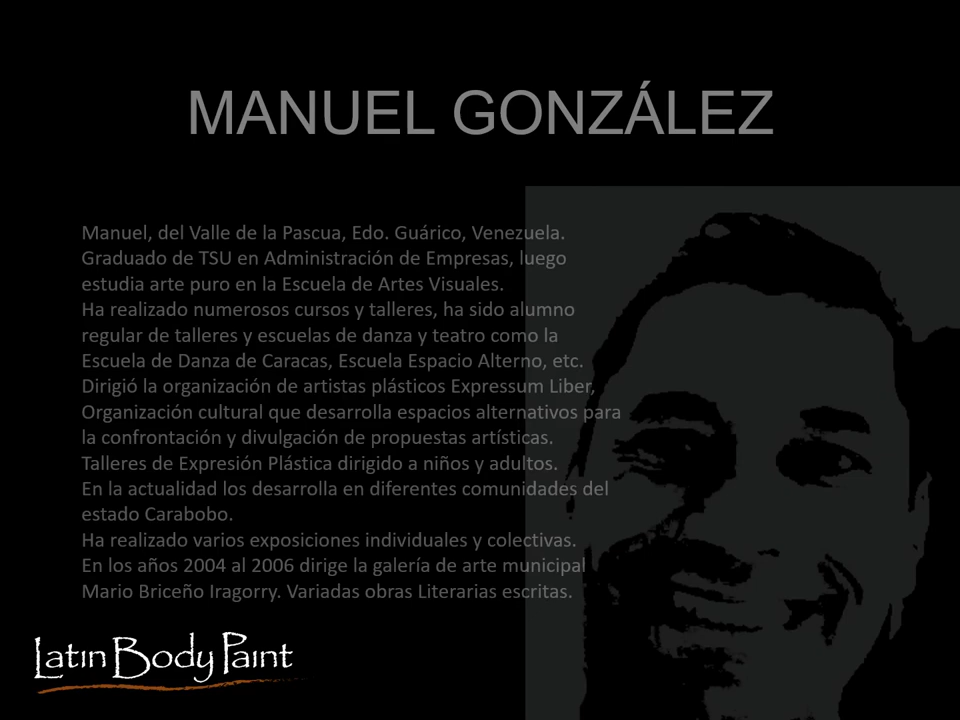 MANUEL GONZÁLEZ
Manuel, del Valle de la Pascua, Edo. Guárico, Venezuela.
Graduado de TSU en Administración de Empresas, luego
estudia arte puro en la Escuela de Artes Visuales.
Ha realizado numerosos cursos y talleres, ha sido alumno
regular de talleres y escuelas de danza y teatro como la
Escuela de Danza de Caracas, Escuela Espacio Alterno, etc.
Dirigió la organización de artistas plásticos Expressum Liber,
Organización cultural que desarrolla espacios alternativos para
la confrontación y divulgación de propuestas artísticas.
Talleres de Expresión Plástica dirigido a niños y adultos.
En la actualidad los desarrolla en diferentes comunidades del
estado Carabobo.
Ha realizado varios exposiciones individuales y colectivas.
En los años 2004 al 2006 dirige la galería de arte municipal
Mario Briceño Iragorry. Variadas obras Literarias escritas.
Latin Body Paint